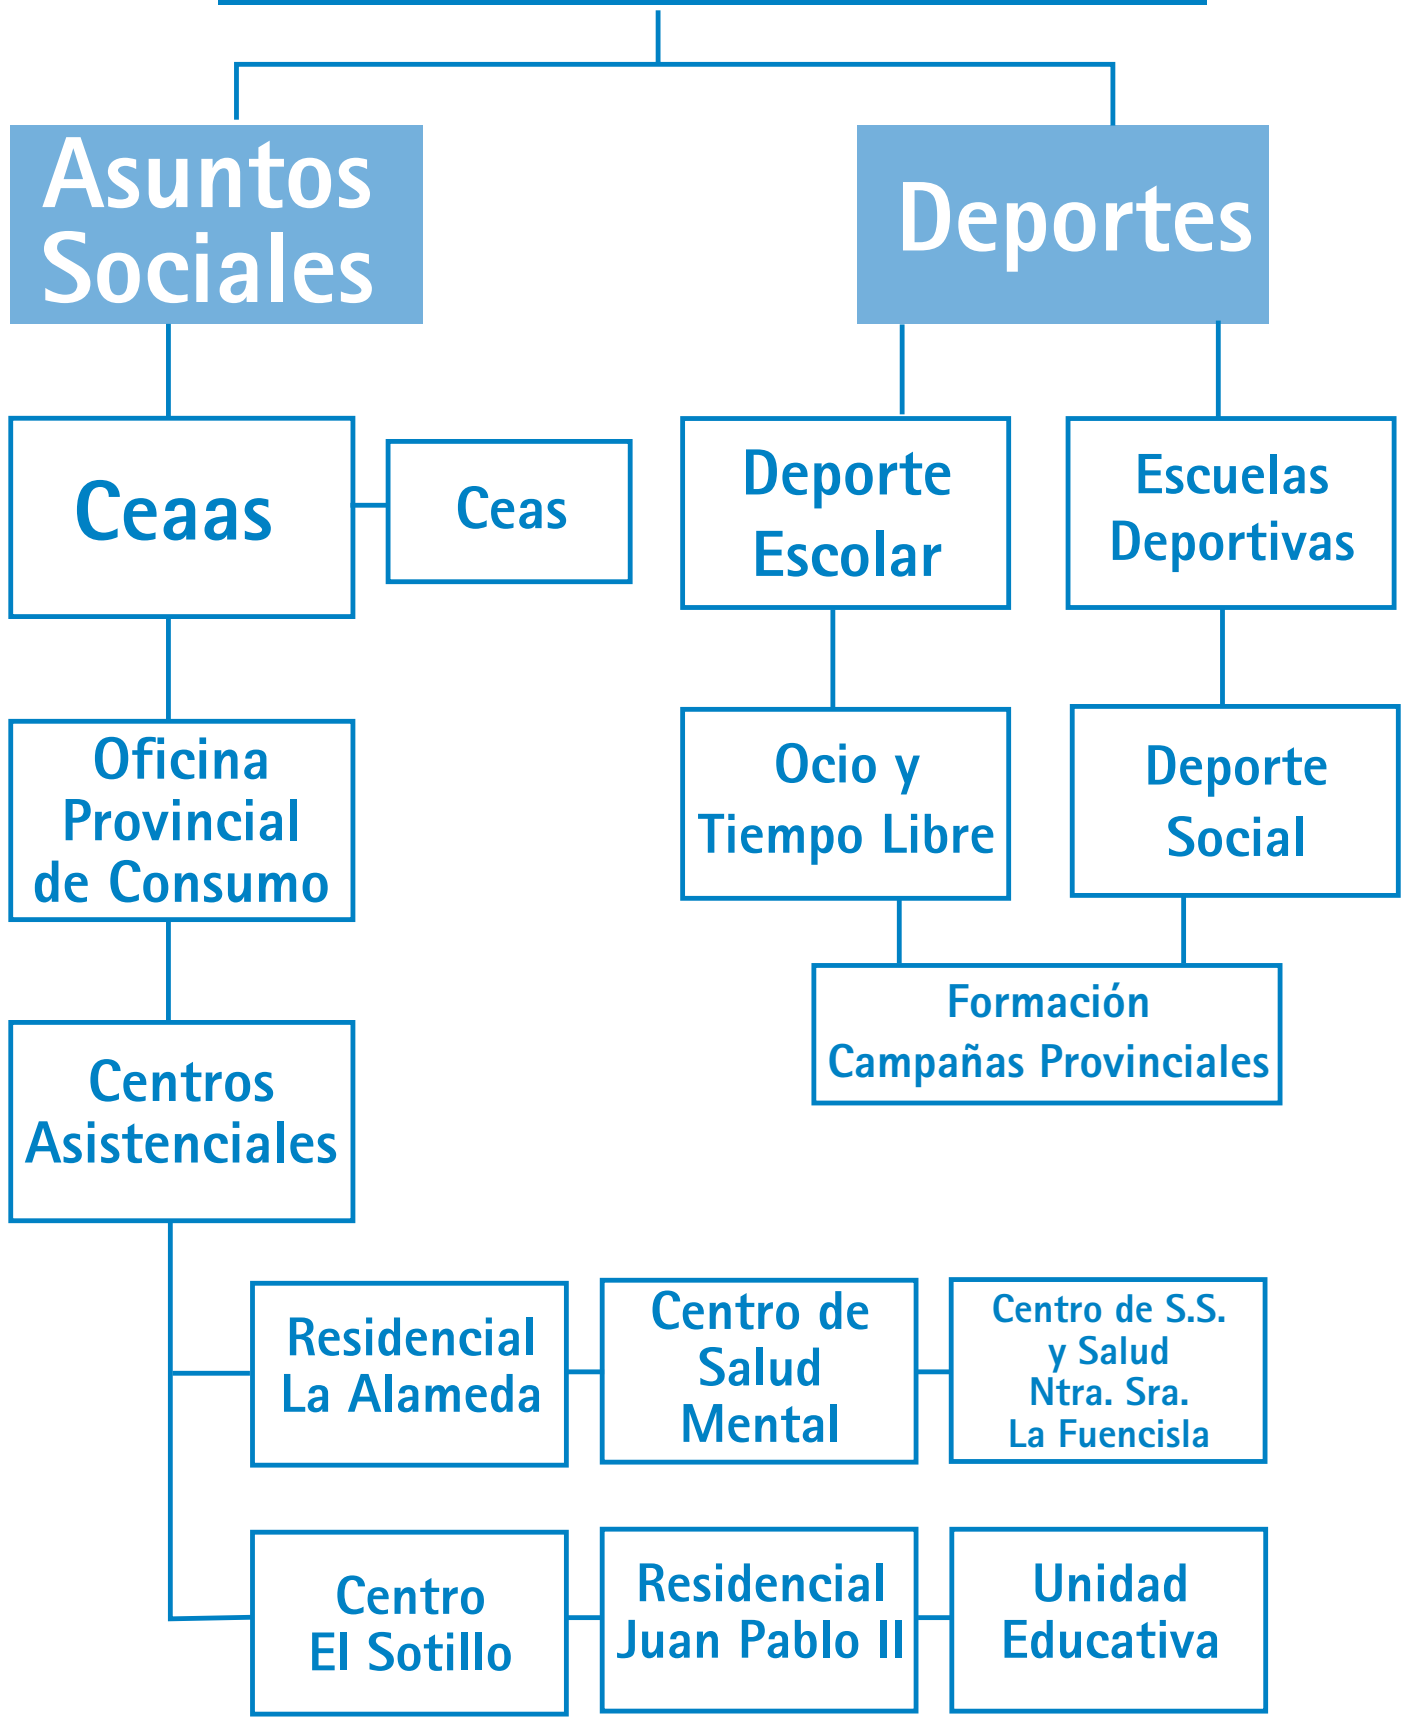 Asuntos
Sociales
Deportes
Ceaas
Ceas
Deporte
Escolar
Escuelas
Deportivas
Oficina
Provincial
de Consumo
Ocio y
Tiempo Libre
Deporte
Social
Formación
Campañas Provinciales
Centros
Asistenciales
Residencial
La Alameda
Centro de
Salud
Mental
Centro de S.S.
y Salud
Ntra. Sra.
La Fuencisla
Centro
El Sotillo
Residencial
Juan Pablo II
Unidad
Educativa